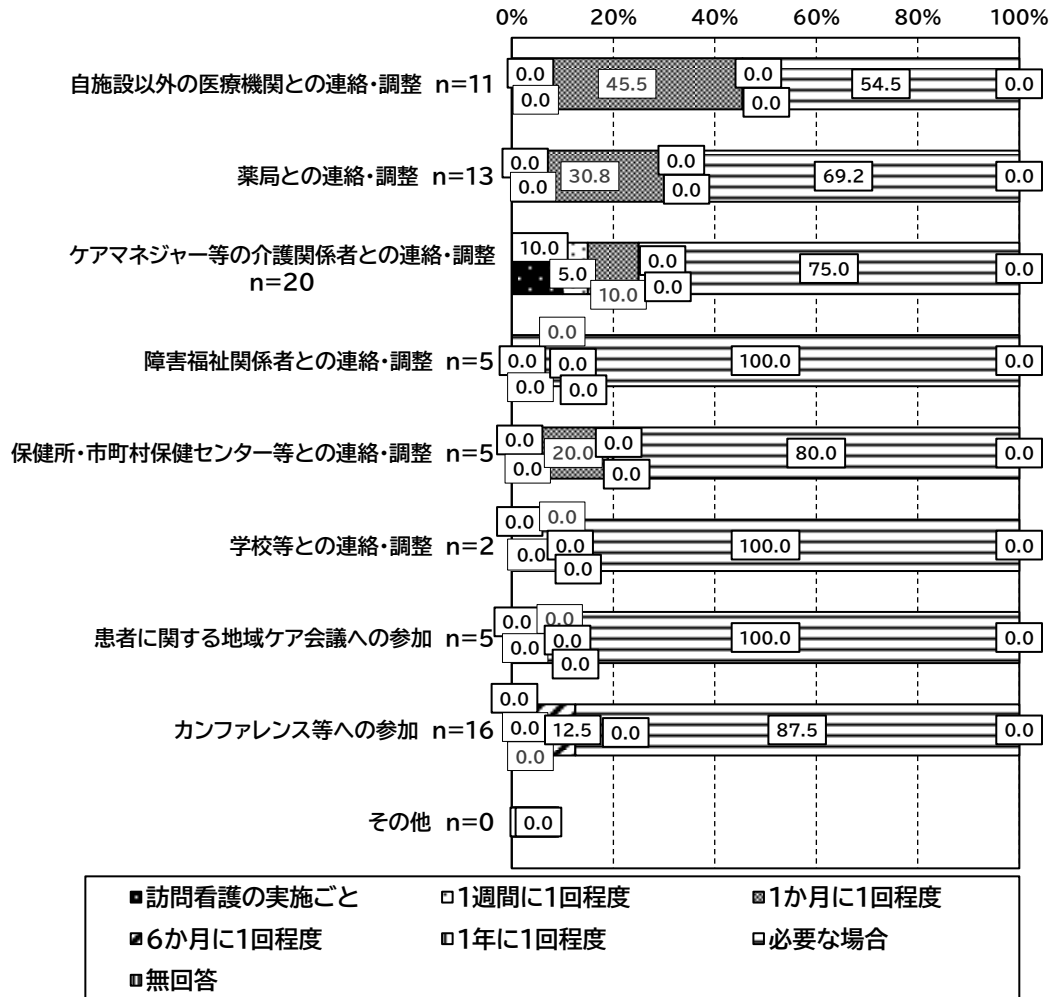 0% 20% 40% 60% 80% 100%
自施設以外の医療機関との連絡・調整 n=11
0.0 0.0 45.5 0.0 0.0 54.5 0.0
薬局との連絡・調整 n=13
0.0 0.0 30.8 0.0 0.0 69.2 0.0
ケアマネジャー等の介護関係者との連絡・調整
n=20
10.0 5.0 10.0 0.0 0.0 75.0 0.0
障害福祉関係者との連絡・調整 n=5
0.0 0.0 0.0 0.0 0.0 100.0 0.0
保健所・市町村保健センター等との連絡・調整 n=5
0.0 0.0 20.0 0.0 0.0 80.0 0.0
学校等との連絡・調整 n=2
0.0 0.0 0.0 0.0 0.0 100.0 0.0
患者に関する地域ケア会議への参加 n=5
0.0 0.0 0.0 0.0 0.0 100.0 0.0
カンファレンス等への参加 n=16
0.0 0.0 0.0 12.5 0.0 87.5 0.0
その他 n=0
0.0
訪問看護の実施ごと 1週間に1回程度 1か月に1回程度
6か月に1回程度 1年に1回程度 必要な場合
無回答